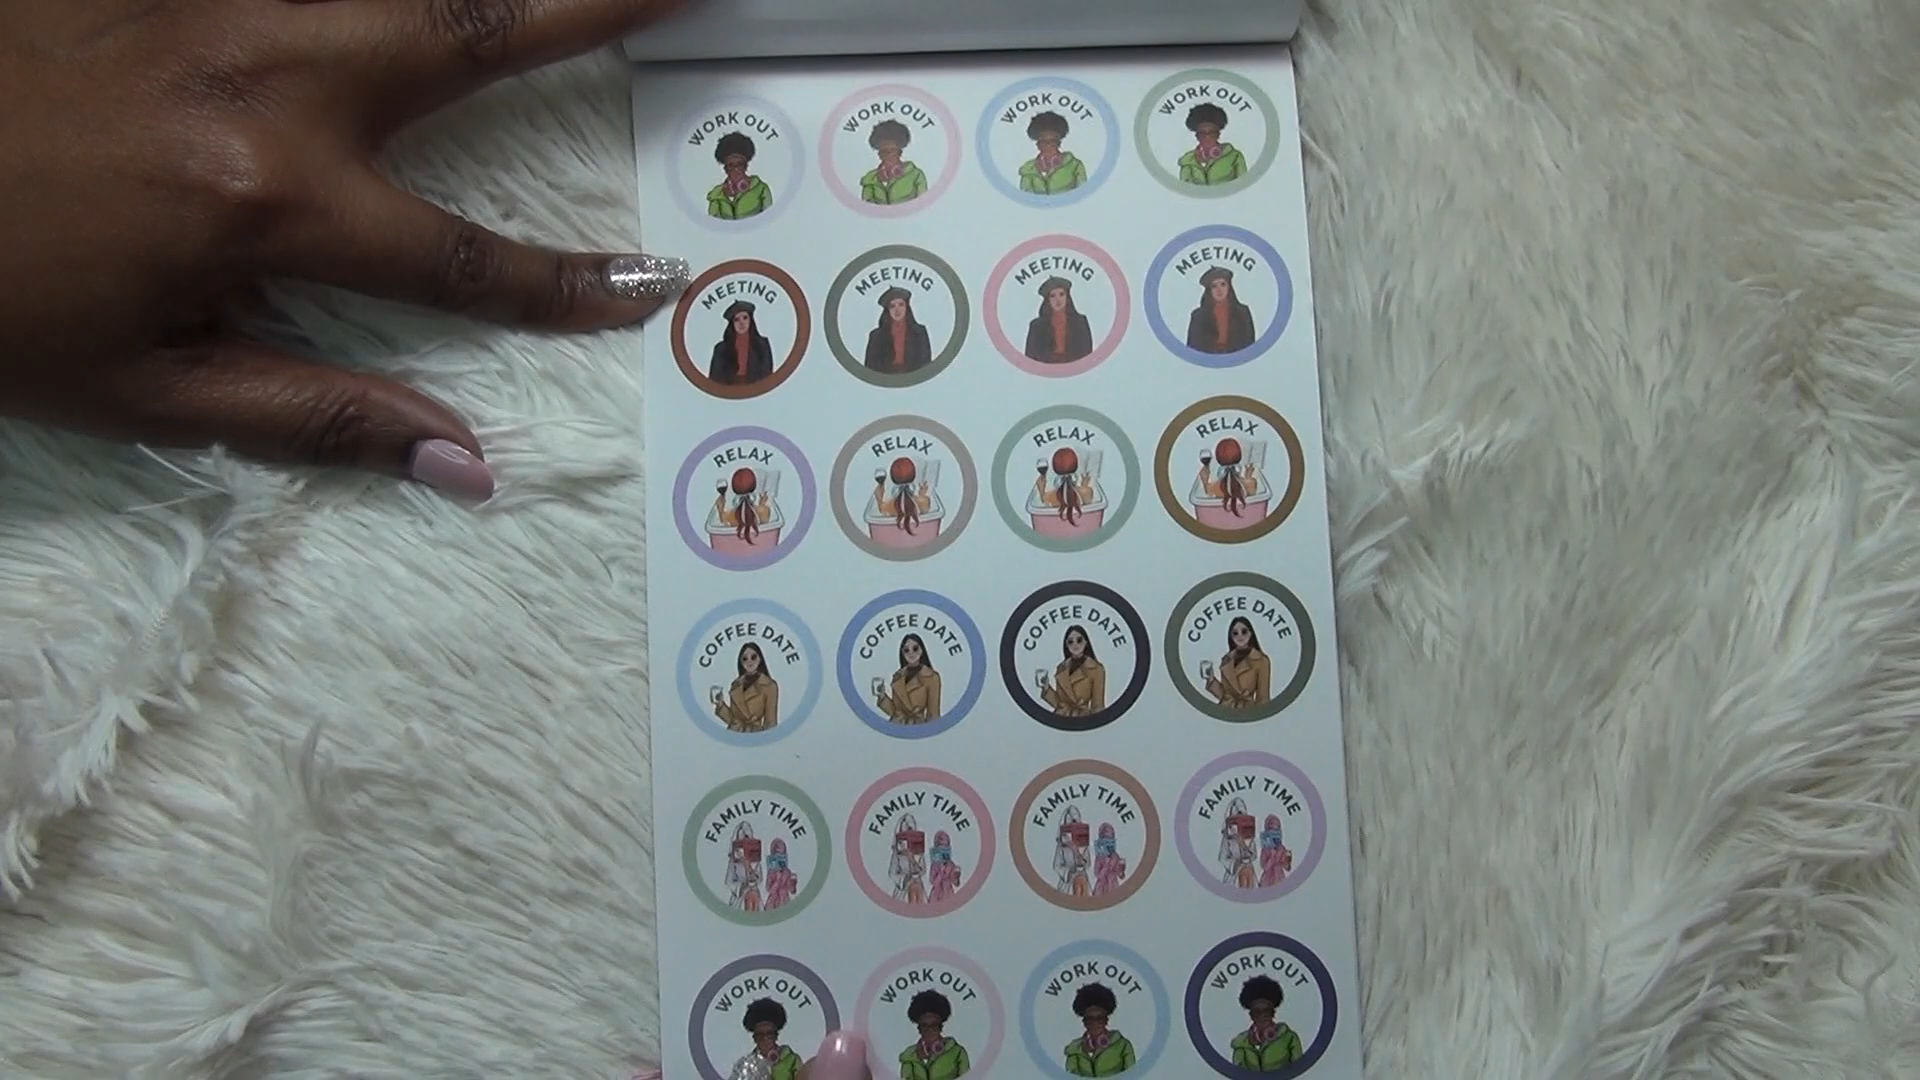 WORK OUT WORK OUT WORK OUT WORK OUT
MEETING MEETING MEETING MEETING
RELAX RELAX RELAX RELAX
COFFEE DATE COFFEE DATE COFFEE DATE COFFEE DATE
FAMILY TIME FAMILY TIME FAMILY TIME FAMILY TIME
WORK OUT WORK OUT WORK OUT WORK OUT